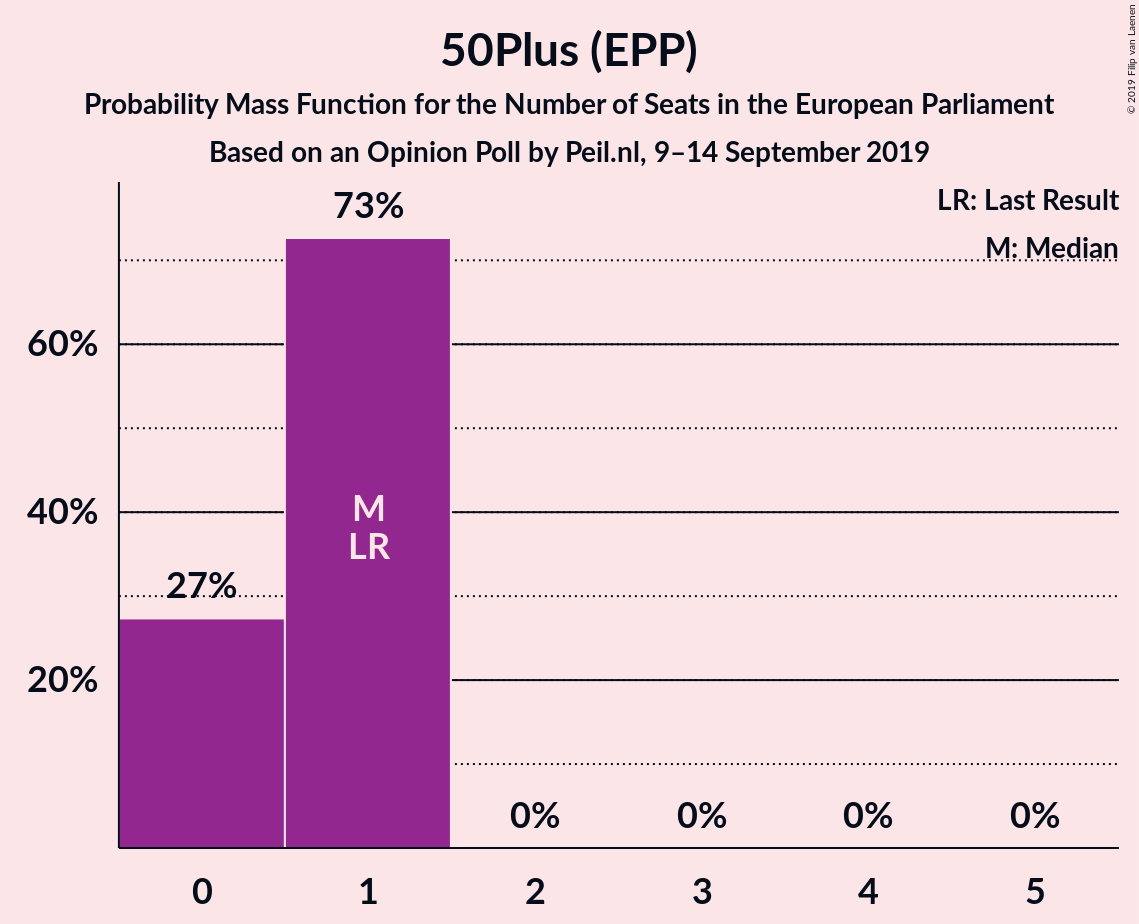 50Plus (EPP)
Probability Mass Function for the Number of Seats in the European Parliament
Based on an Opinion Poll by Peil.nl, 9–14 September 2019
© 2019 Filip van Laenen
LR: Last Result
M: Median
73%
60%
40%
20%
27%
M
LR
0%
0%
0%
0%
0
1
2
3
4
5